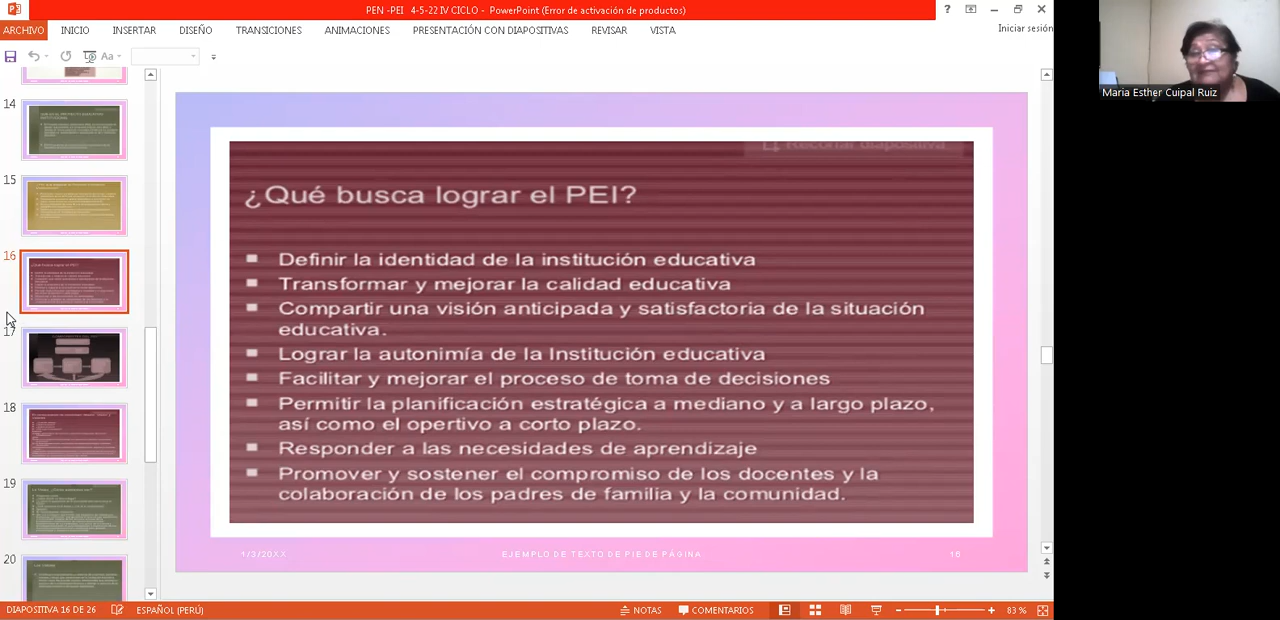 PEN -PEI 4-5-22 IV CICLO - PowerPoint (Error de activación de productos)
ARCHIVO INICIO INSERTAR DISEÑO TRANSICIONES ANIMACIONES PRESENTACIÓN CON DIAPOSITIVAS REVISAR VISTA Iniciar sesión
Aa
Maria Esther Cuipal Ruiz
14
15
16
17
18
19
20
Recortar diapositiva
¿Qué busca lograr el PEI?
Definir la identidad de la institución educativa
Transformar y mejorar la calidad educativa
Compartir una visión anticipada y satisfactoria de la situación
educativa.
Lograr la autonimía de la Institución educativa
Facilitar y mejorar el proceso de toma de decisiones
Permitir la planificación estratégica a mediano y a largo plazo,
así como el opertivo a corto plazo.
Responder a las necesidades de aprendizaje
Promover y sostener el compromiso de los docentes y la
colaboración de los padres de familia y la comunidad.
1/3/20XX EJEMPLO DE TEXTO DE PIE DE PÁGINA 16
DIAPOSITIVA 16 DE 26 ESPAÑOL (PERÚ) NOTAS COMENTARIOS 83 %